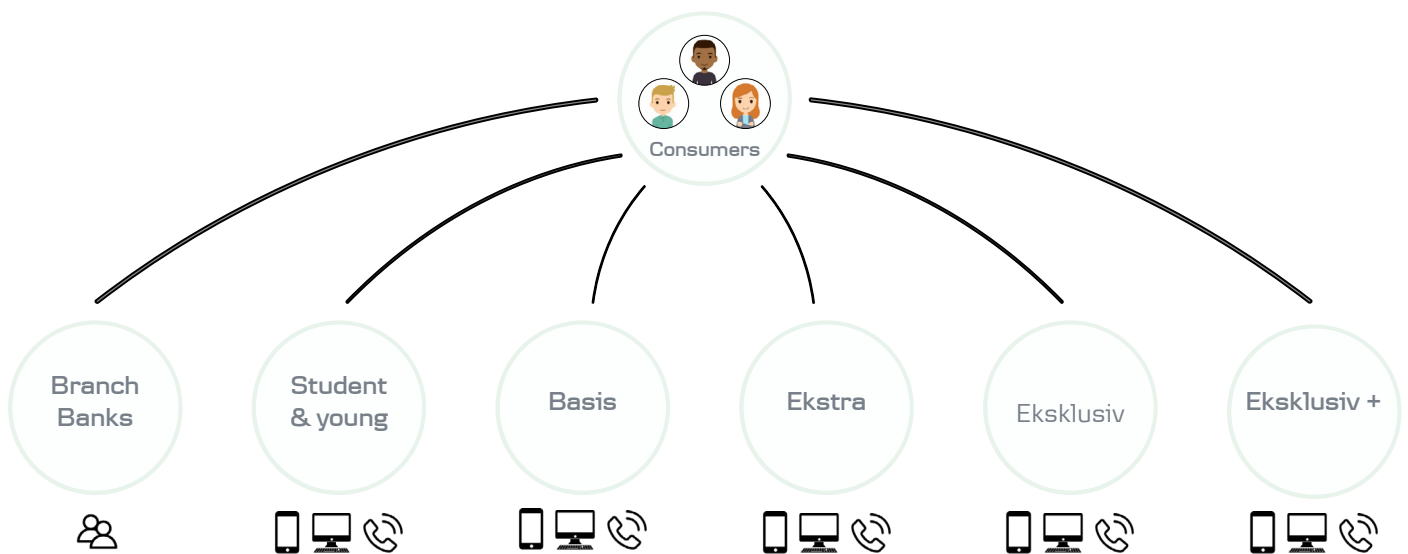 Consumers
Branch
Banks
Student
& young
Basis
Ekstra
Eksklusiv
Eksklusiv +